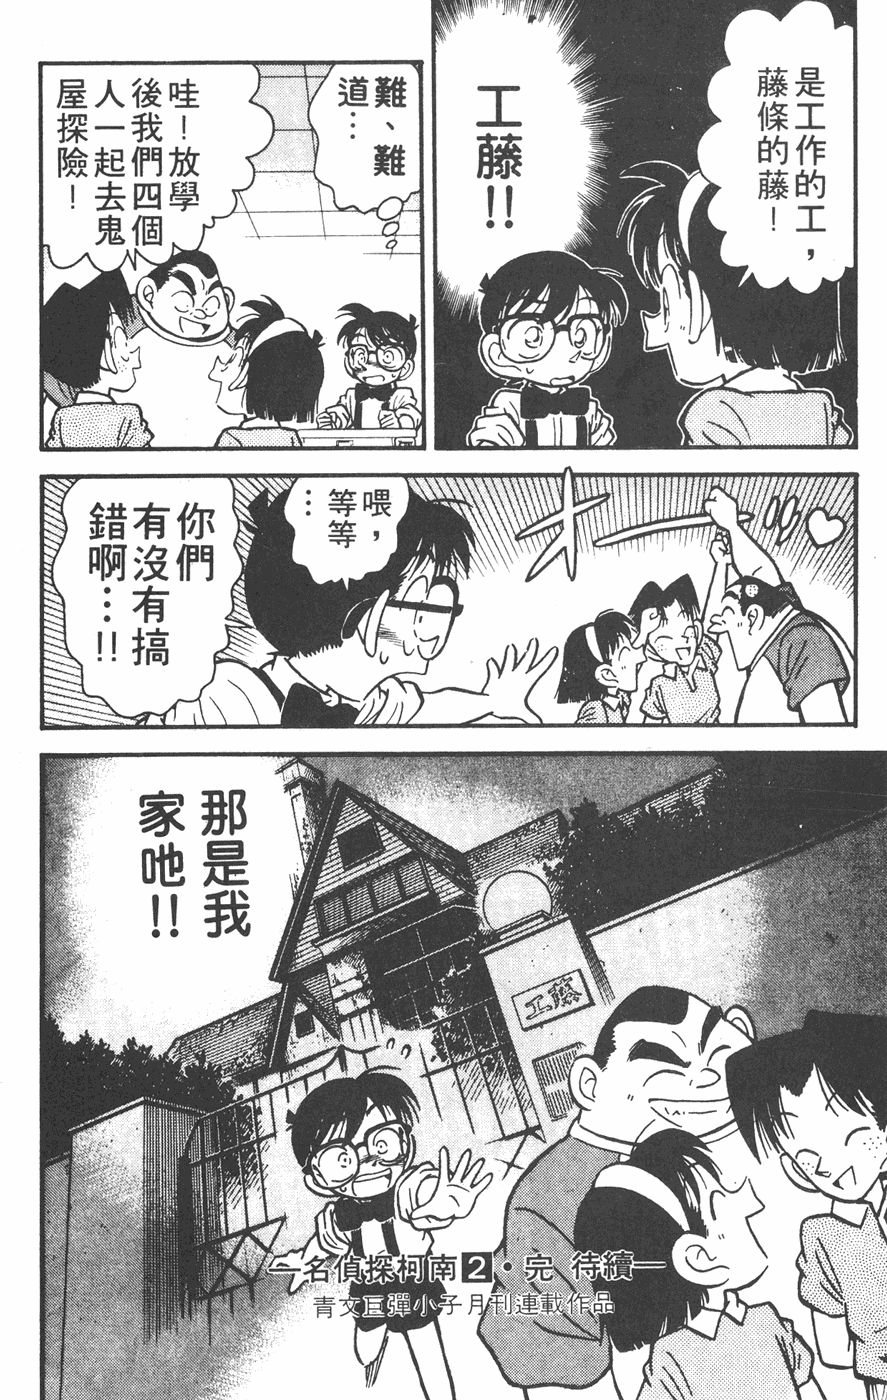 是工作的工，
藤條的藤！
工藤!!
難、難
道…
哇！放學
後我們四個
人一起去鬼
屋探險！
喂，
等等
…
你們
有沒有搞
錯啊…!!
オーッ♡
那是我
家吔!!
工藤
—名偵探柯南2・完 待續—
青文巨彈小子月刊連載作品